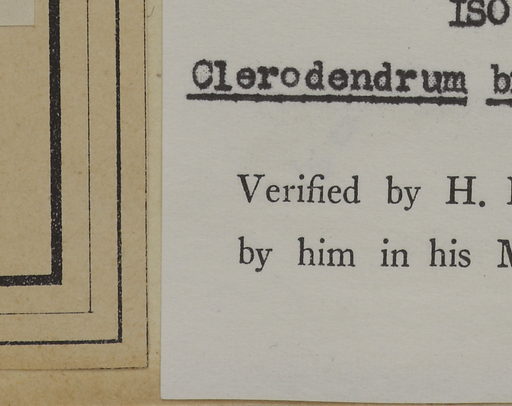 ISO
Clerodendrum
Verified by H.
by him in his